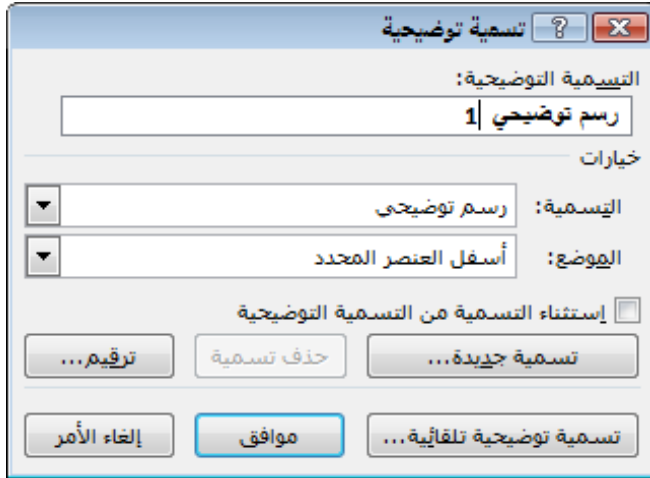 تسمية توضيحية
التسمية التوضيحية:
رسم توضيحي 1
خيارات
التسمية: رسم توضيحي
الموضع: أسفل العنصر المحدد
إستثناء التسمية من التسمية التوضيحية
تسمية جديدة... حذف تسمية ترقيم...
تسمية توضيحية تلقائية... موافق إلغاء الأمر